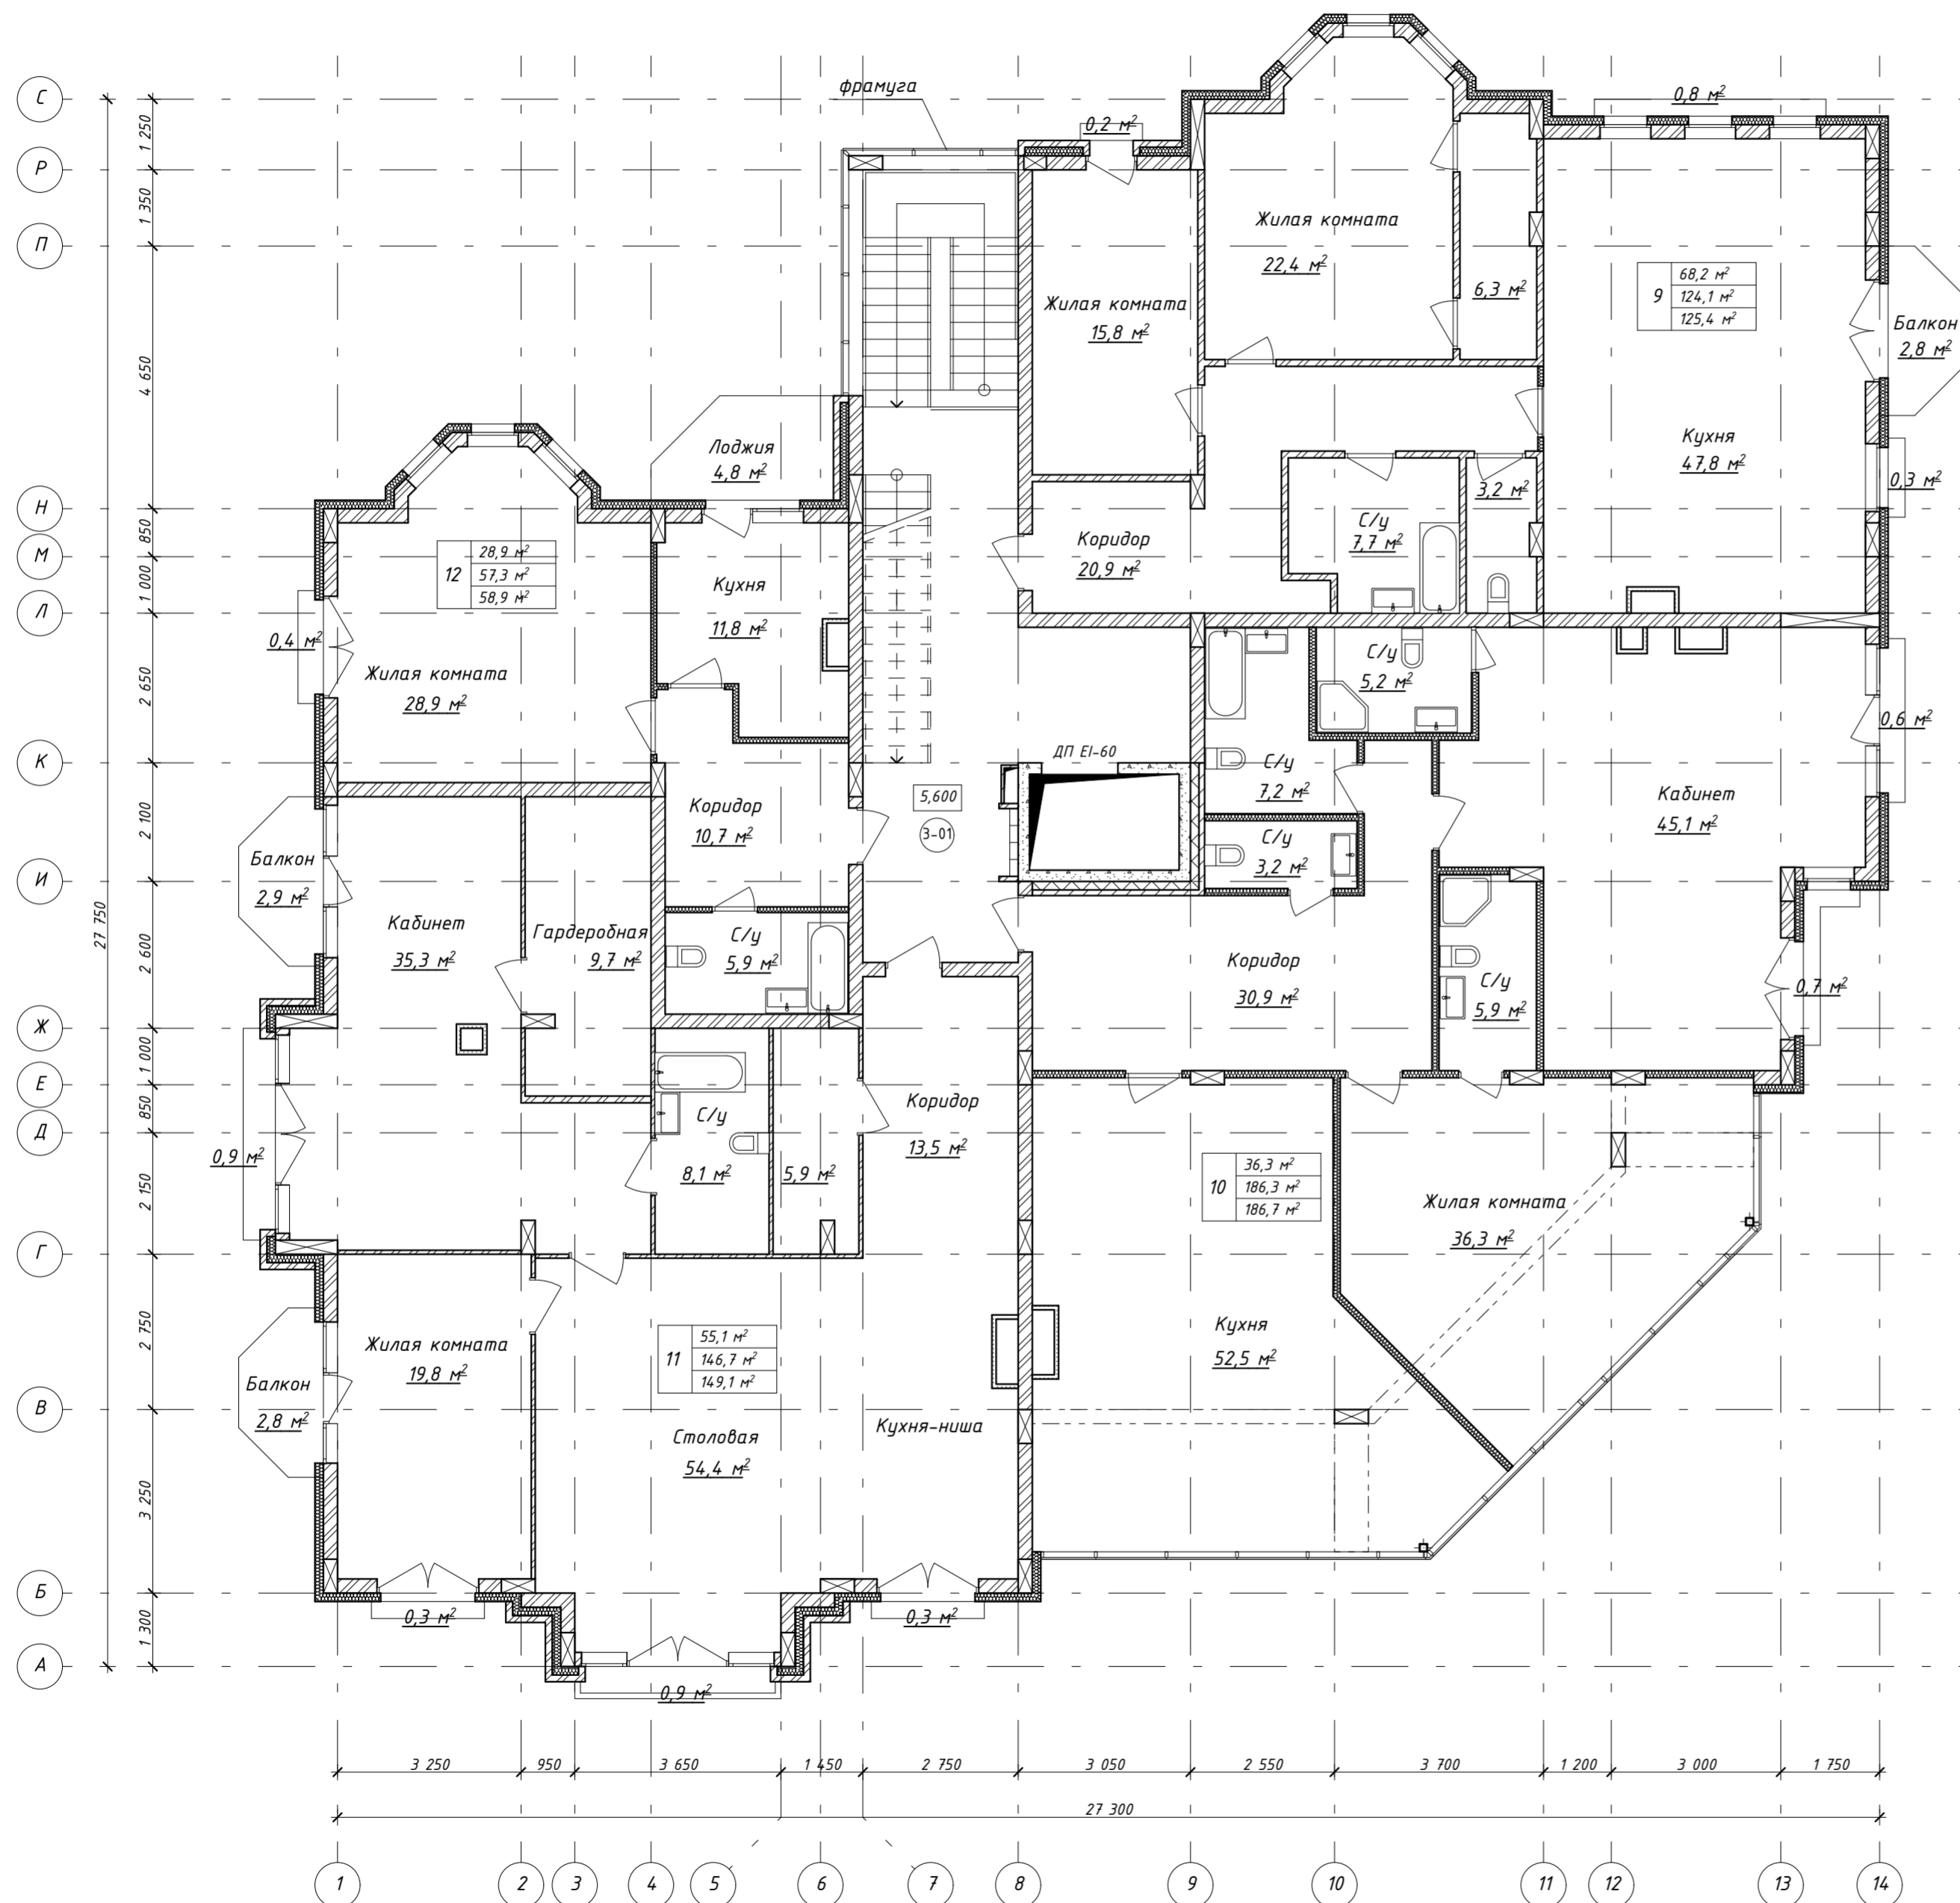 С
Р
П
Н
М
Л
К
И
Ж
Е
Д
Г
В
Б
А
27 750
1 250
1 350
4 650
850
1 000
2 650
2 100
2 600
1 000
850
2 150
2 750
3 250
1 300
фрамуга
0,2 м²
0,8 м²
Жилая комната
22,4 м²
6,3 м²
Жилая комната
15,8 м²
9
68,2 м²
124,1 м²
125,4 м²
Балкон
2,8 м²
Кухня
47,8 м²
0,3 м²
3,2 м²
С/у
7,7 м²
Коридор
20,9 м²
Лоджия
4,8 м²
12
28,9 м²
57,3 м²
58,9 м²
Кухня
11,8 м²
0,4 м²
Жилая комната
28,9 м²
С/у
5,2 м²
0,6 м²
ДП EI-60
С/у
7,2 м²
Кабинет
45,1 м²
5,600
3-01
Коридор
10,7 м²
С/у
3,2 м²
Балкон
2,9 м²
Кабинет
35,3 м²
Гардеробная
9,7 м²
С/у
5,9 м²
Коридор
30,9 м²
С/у
5,9 м²
0,7 м²
Коридор
13,5 м²
С/у
8,1 м²
5,9 м²
0,9 м²
10
36,3 м²
186,3 м²
186,7 м²
Жилая комната
36,3 м²
Жилая комната
19,8 м²
11
55,1 м²
146,7 м²
149,1 м²
Кухня
52,5 м²
Балкон
2,8 м²
Столовая
54,4 м²
Кухня-ниша
0,3 м²
0,3 м²
0,9 м²
3 250
950
3 650
1 450
2 750
3 050
2 550
3 700
1 200
3 000
1 750
27 300
1
2
3
4
5
6
7
8
9
10
11
12
13
14